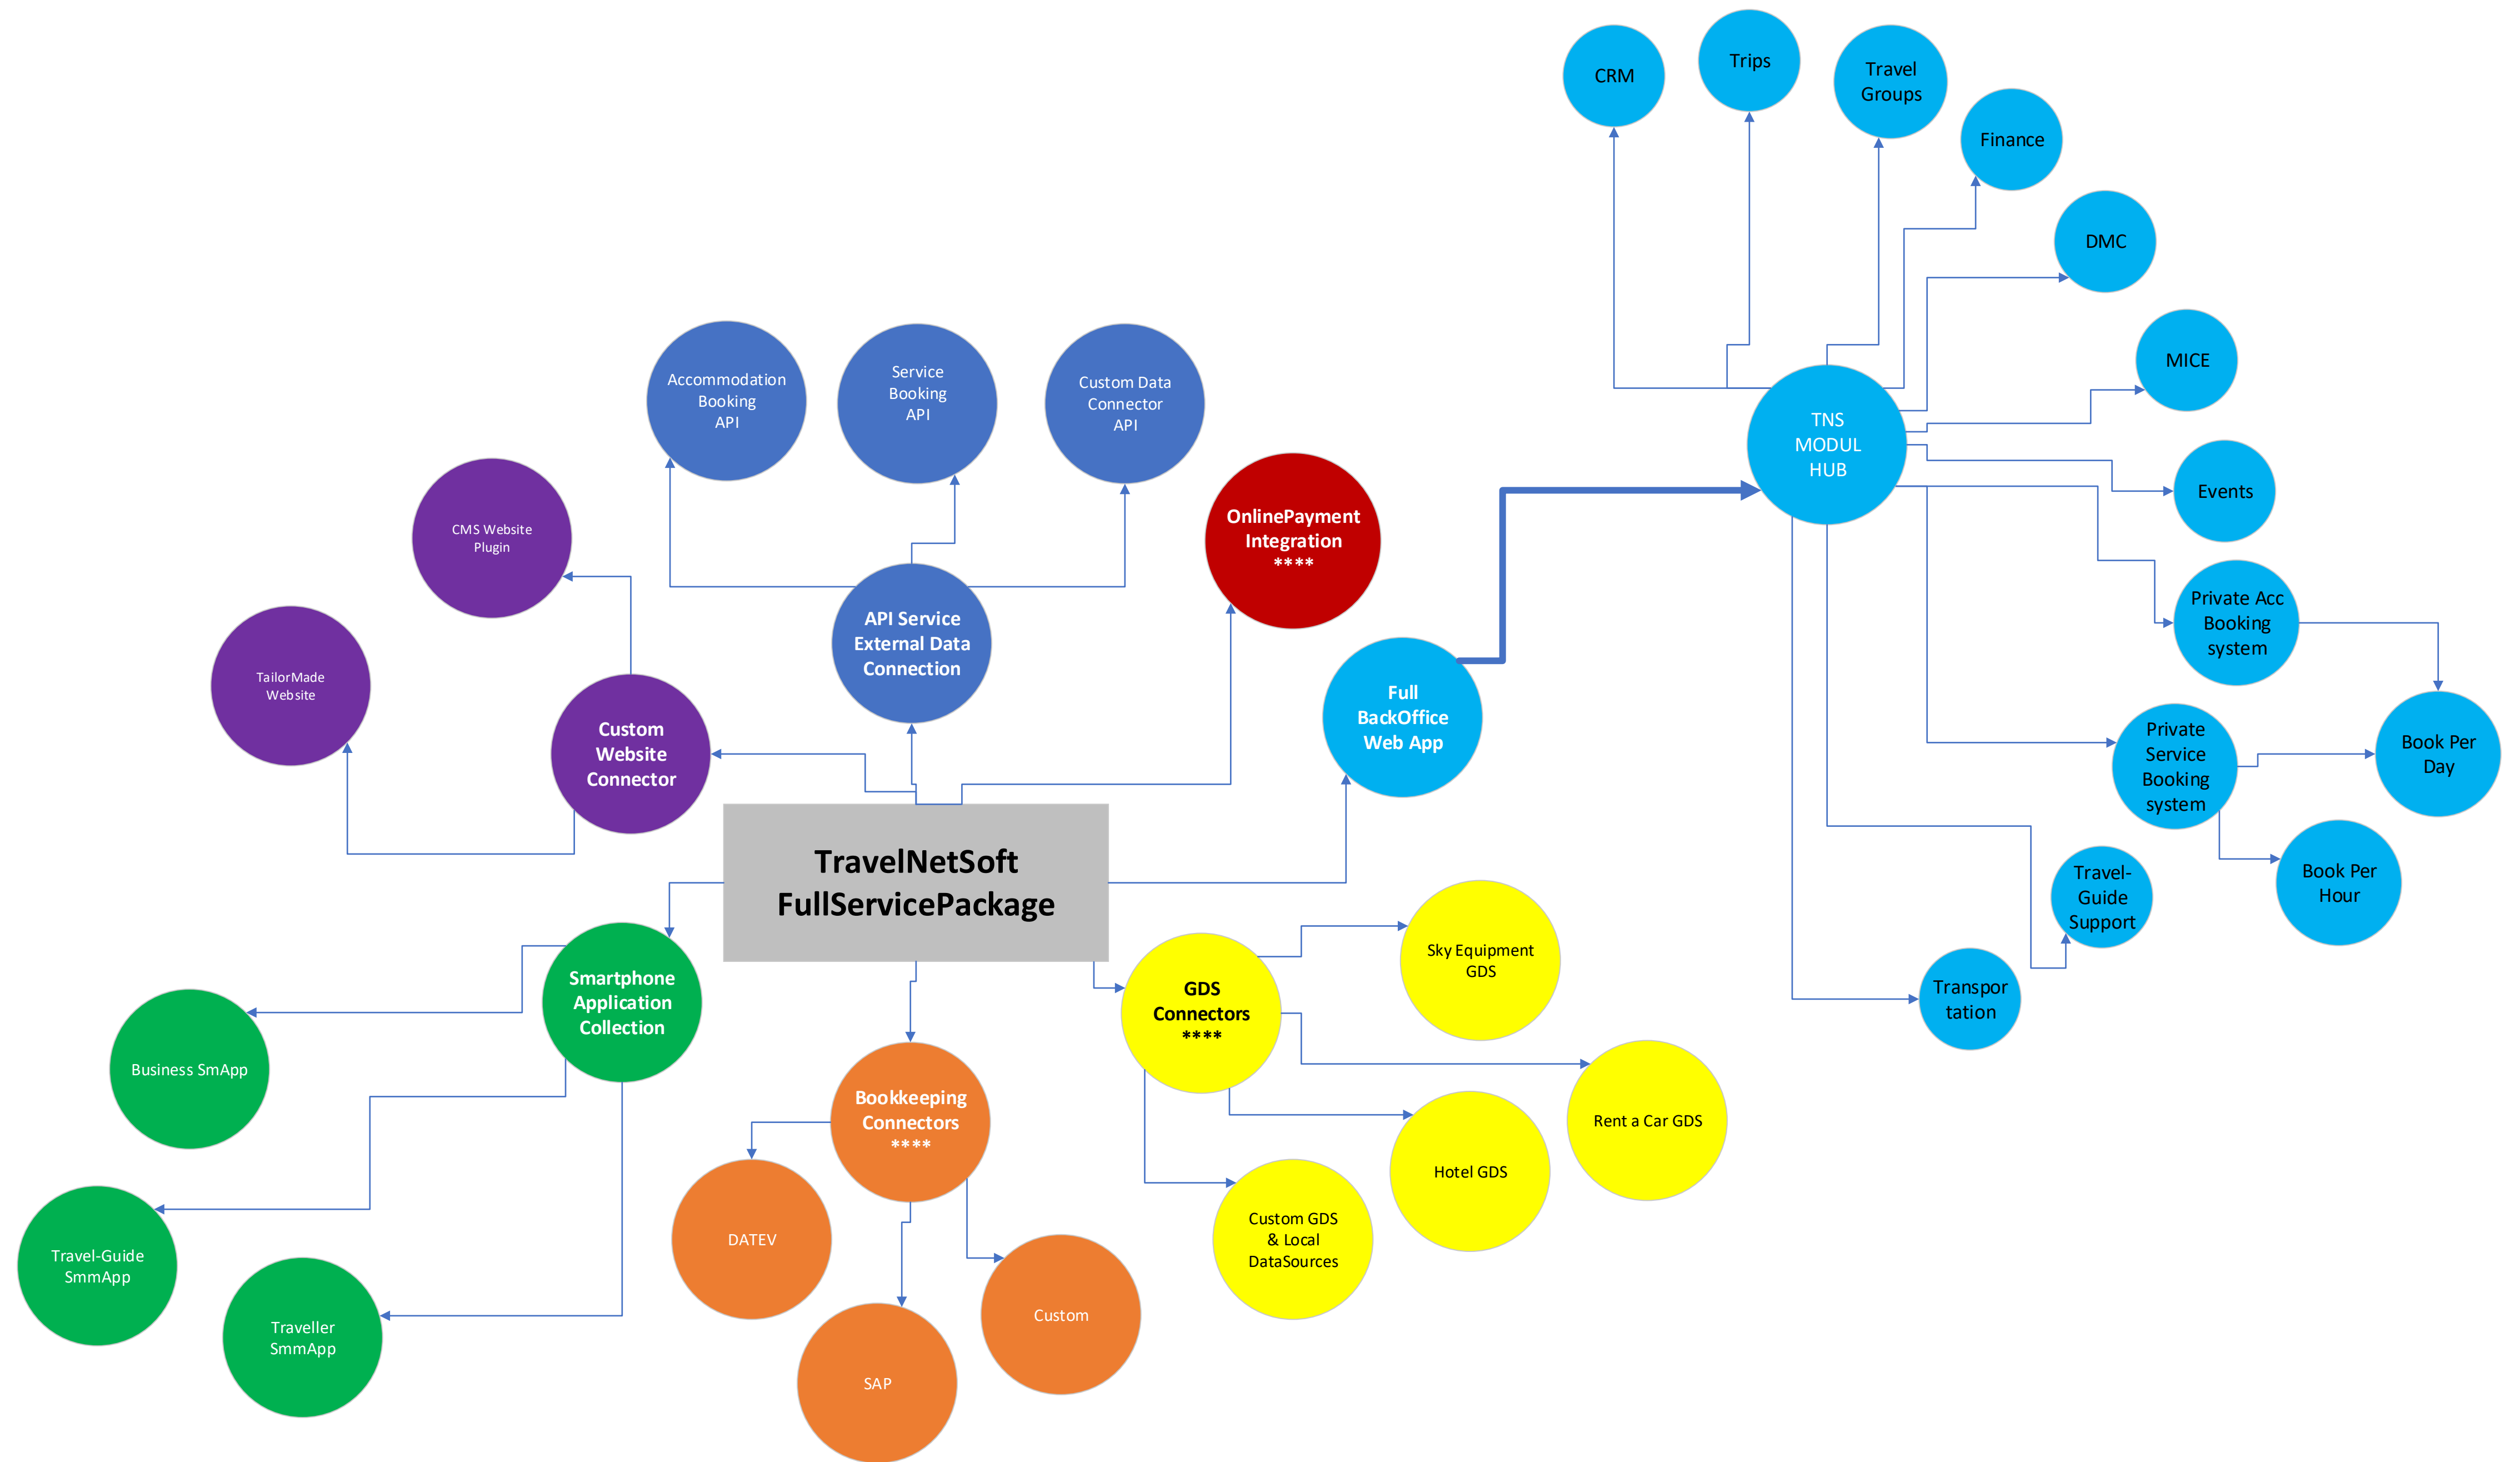 CRM
Trips
Travel
Groups
Finance
DMC
MICE
TNS
MODUL
HUB
Events
Private Acc
Booking
system
Private
Service
Booking
system
Book Per
Day
Book Per
Hour
Travel-
Guide
Support
Transpor
tation
Accommodation
Booking
API
Service
Booking
API
Custom Data
Connector
API
OnlinePayment
Integration
****
CMS Website
Plugin
API Service
External Data
Connection
TailorMade
Website
Custom
Website
Connector
Full
BackOffice
Web App
TravelNetSoft
FullServicePackage
Smartphone
Application
Collection
Business SmApp
Travel-Guide
SmmApp
Traveller
SmmApp
Bookkeeping
Connectors
****
DATEV
SAP
Custom
GDS
Connectors
****
Sky Equipment
GDS
Rent a Car GDS
Hotel GDS
Custom GDS
& Local
DataSources